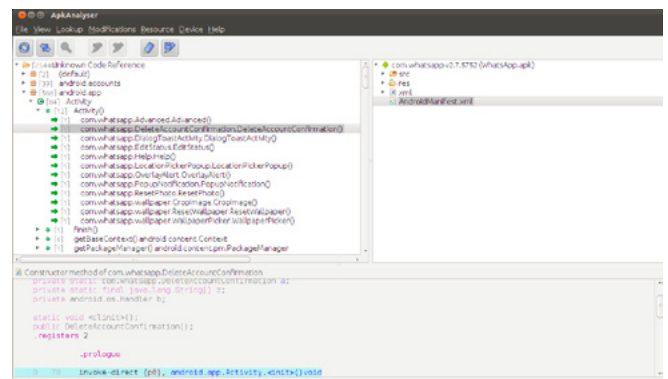 ApkAnalyser
File View Lookup Modifications Resource Device Help
Unknown Code Reference
(default)
android.accounts
android.app
Activity
Activity()
com.whatsapp.Advanced.Advanced()
com.whatsapp.DeleteAccountConfirmation.DeleteAccountConfirmation()
com.whatsapp.DialogToastActivity.DialogToastActivity()
com.whatsapp.EditStatus.EditStatus()
com.whatsapp.Help.Help()
com.whatsapp.LocationPickerPopup.LocationPickerPopup()
com.whatsapp.OverlayAlert.OverlayAlert()
com.whatsapp.PopupNotification.PopupNotification()
com.whatsapp.ResetPhoto.ResetPhoto()
com.whatsapp.wallpaper.CropImage.CropImage()
com.whatsapp.wallpaper.ResetWallpaper.ResetWallpaper()
com.whatsapp.wallpaper.WallpaperPicker.WallpaperPicker()
finish()
getBaseContext() android.content.Context
getPackageManager() android.content.pm.PackageManager
com.whatsapp-v2.7.5732 (WhatsApp.apk)
src
res
xml
AndroidManifest.xml
Constructor method of com.whatsapp.DeleteAccountConfirmation
private static com.whatsapp.DeleteAccountConfirmation a;
private static final java.lang.String[] z;
private android.os.Handler b;
static void <clinit>();
public DeleteAccountConfirmation();
.registers 2
.prologue
invoke-direct {p0}, android.app.Activity.<init>()void